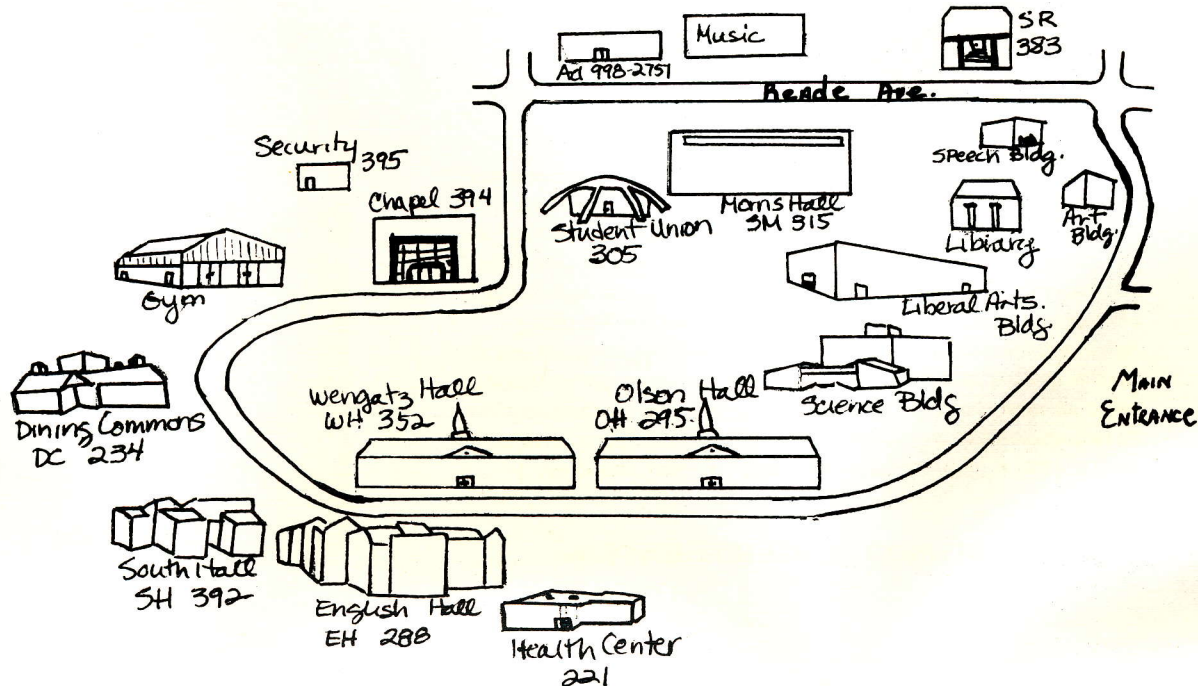 Music
SR
383
Ad 998-2751
Reade Ave.
Security
395
Speech Bldg.
Chapel 394
Morris Hall
SM 315
Student Union
305
Library
Art
Bldg.
Gym
Liberal Arts.
Bldg.
Wengatz Hall
WH 352
Olson Hall
OH 295
Science Bldg
MAIN
ENTRANCE
Dining Commons
DC 234
South Hall
SH 392
English Hall
EH 288
Health Center
221